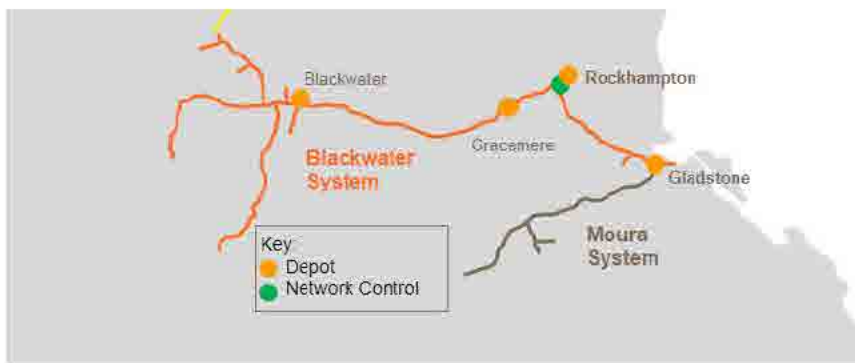 Blackwater
Rockhampton
Gracemere
Blackwater
System
Gladstone
Moura
System
Key
Depot
Network Control